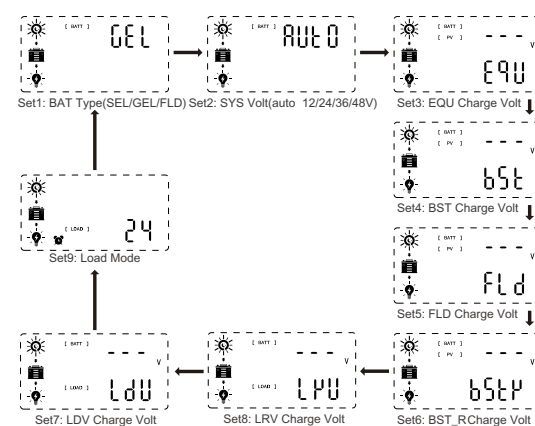 [ BATT ]
GEL
Set1: BAT Type(SEL/GEL/FLD)
[ BATT ]
AUtO
Set2: SYS Volt(auto 12/24/36/48V)
[ BATT ]
[ PV ]
- - -
V
EqU
Set3: EQU Charge Volt
[ BATT ]
[ PV ]
- - -
V
bSt
Set4: BST Charge Volt
[ BATT ]
[ PV ]
- - -
V
FLd
Set5: FLD Charge Volt
[ BATT ]
[ PV ]
- - -
V
bStr
Set6: BST_RCharge Volt
[ BATT ]
- - -
V
[ LOAD ]
LrU
Set8: LRV Charge Volt
[ BATT ]
- - -
V
[ LOAD ]
LdU
Set7: LDV Charge Volt
[ LOAD ]
24
Set9: Load Mode